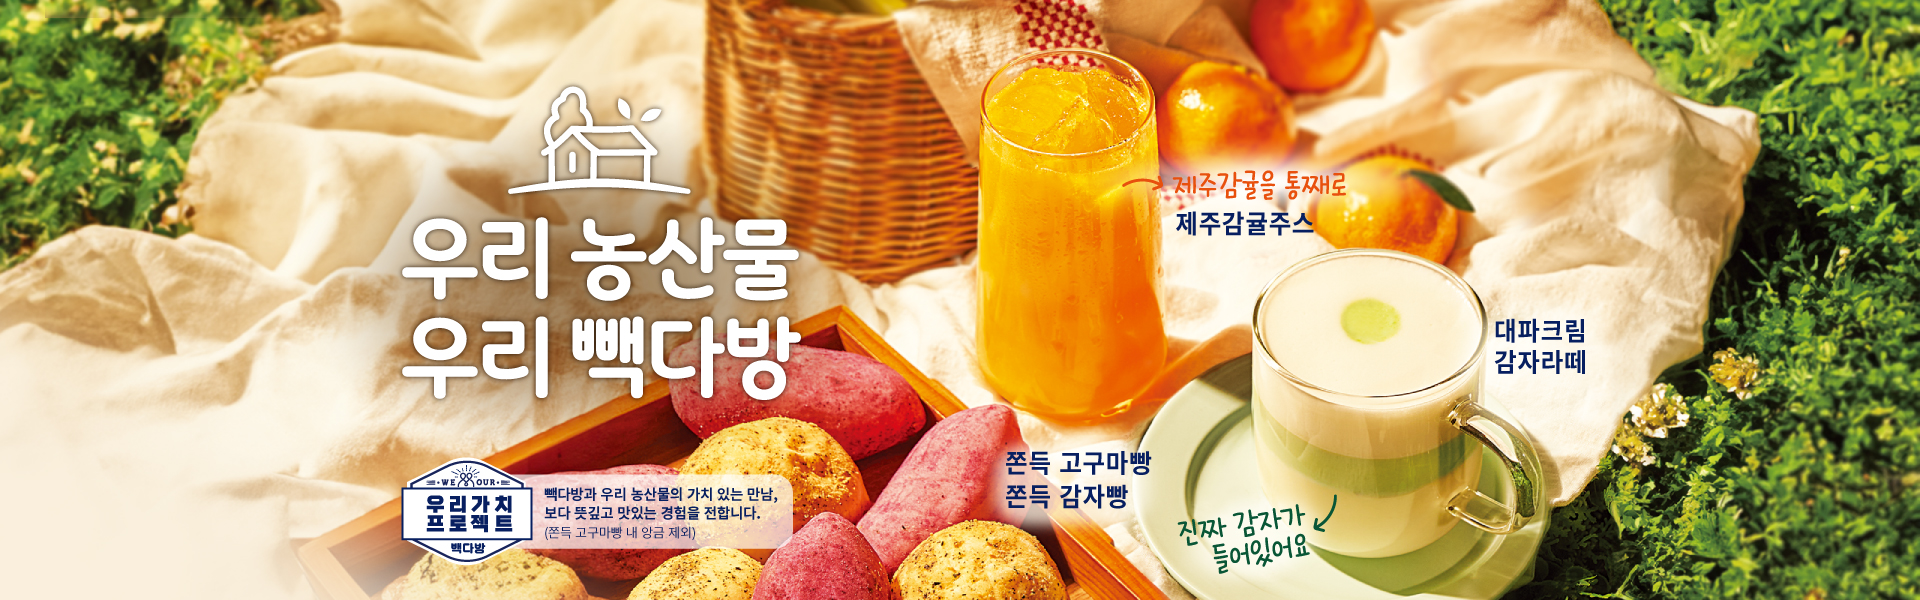 우리 농산물
우리 빽다방
WE OUR
우리가치
프로젝트
빽다방
빽다방과 우리 농산물의 가치 있는 만남,
보다 뜻깊고 맛있는 경험을 전합니다.
(쫀득 고구마빵 내 앙금 제외)
제주감귤을 통째로
제주감귤주스
대파크림
감자라떼
쫀득 고구마빵
쫀득 감자빵
진짜 감자가
들어있어요